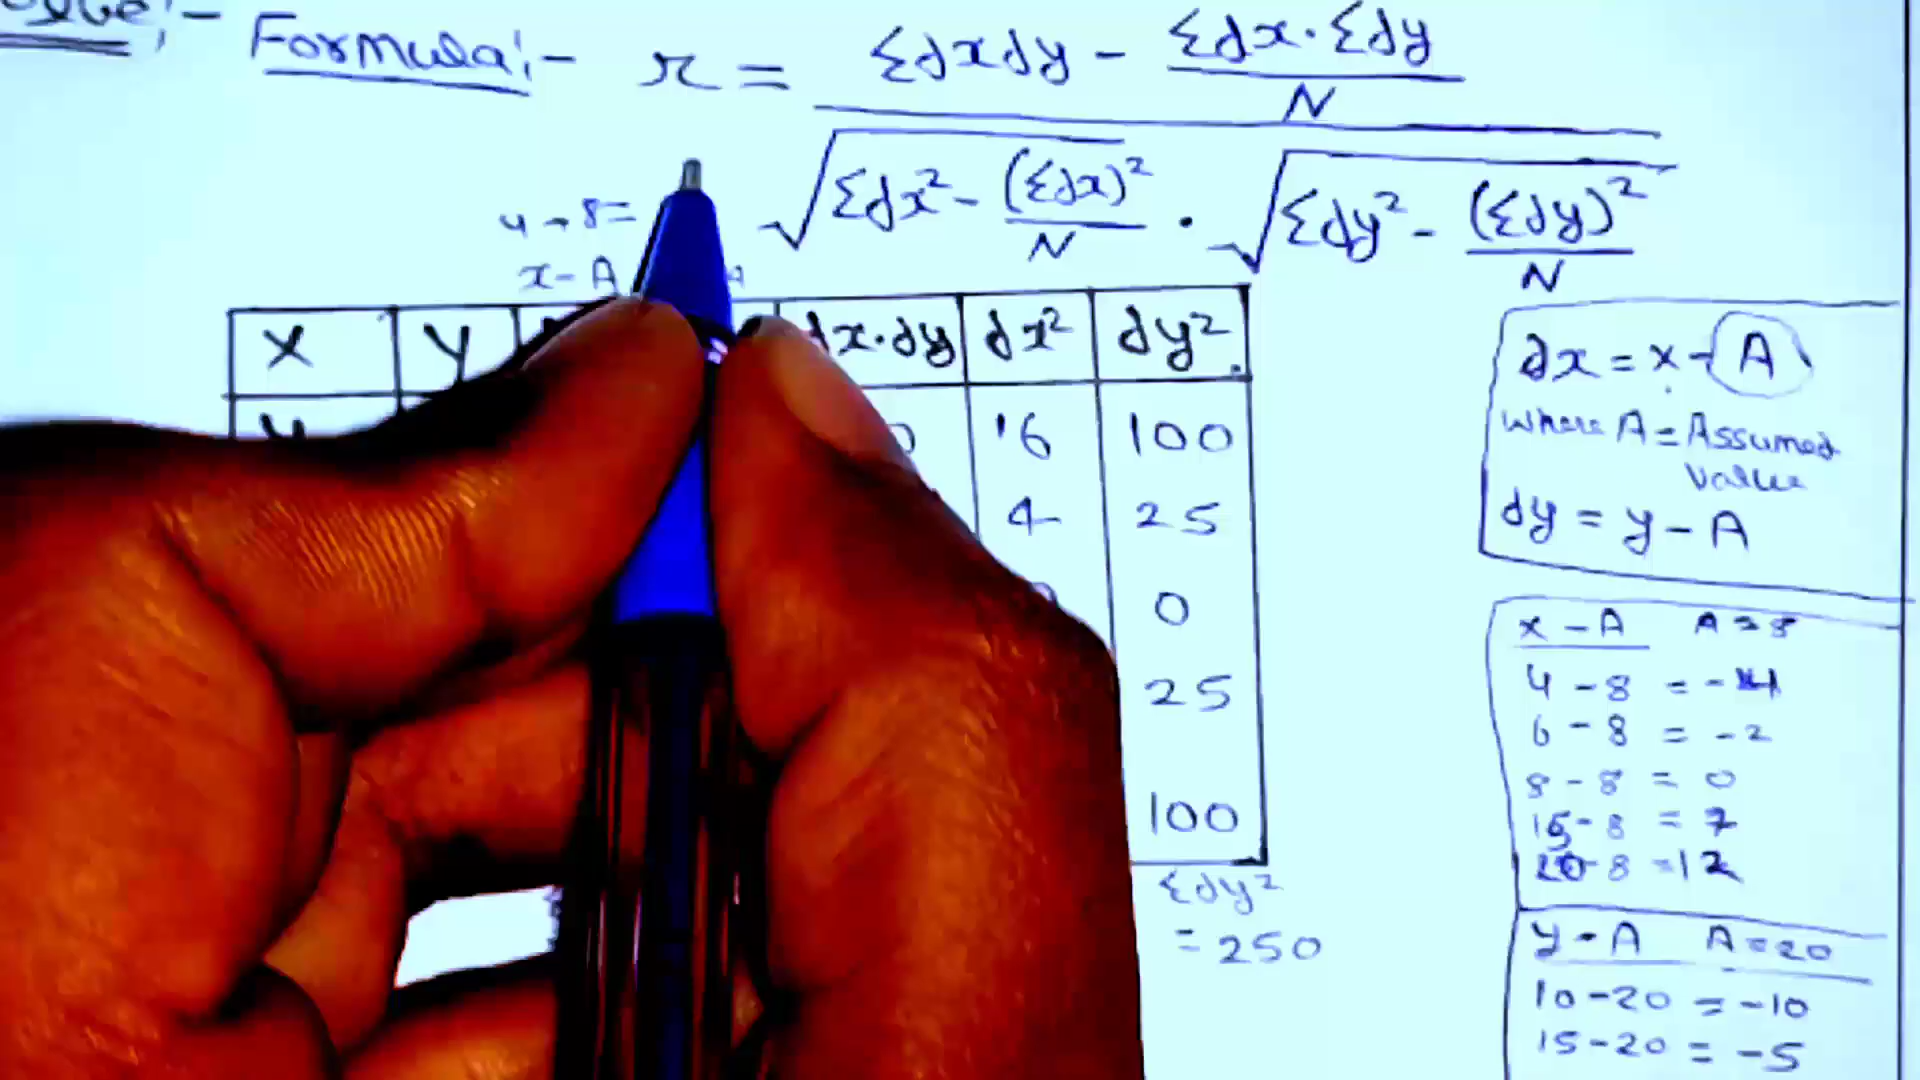 Formula:- r = Σdxdy - Σdx.Σdy / N
√Σdx² - (Σdx)² / N . √Σdy² - (Σdy)² / N
4-8=
x-A
X Y dx.dy dx² dy²
16 100
4 25
0
25
100
Σdy²
= 250
dx = x - A
where A = Assumed
value
dy = y - A
x - A A = 8
4 - 8 = -4
6 - 8 = -2
8 - 8 = 0
15 - 8 = 7
20 - 8 = 12
y - A A = 20
10 - 20 = -10
15 - 20 = -5